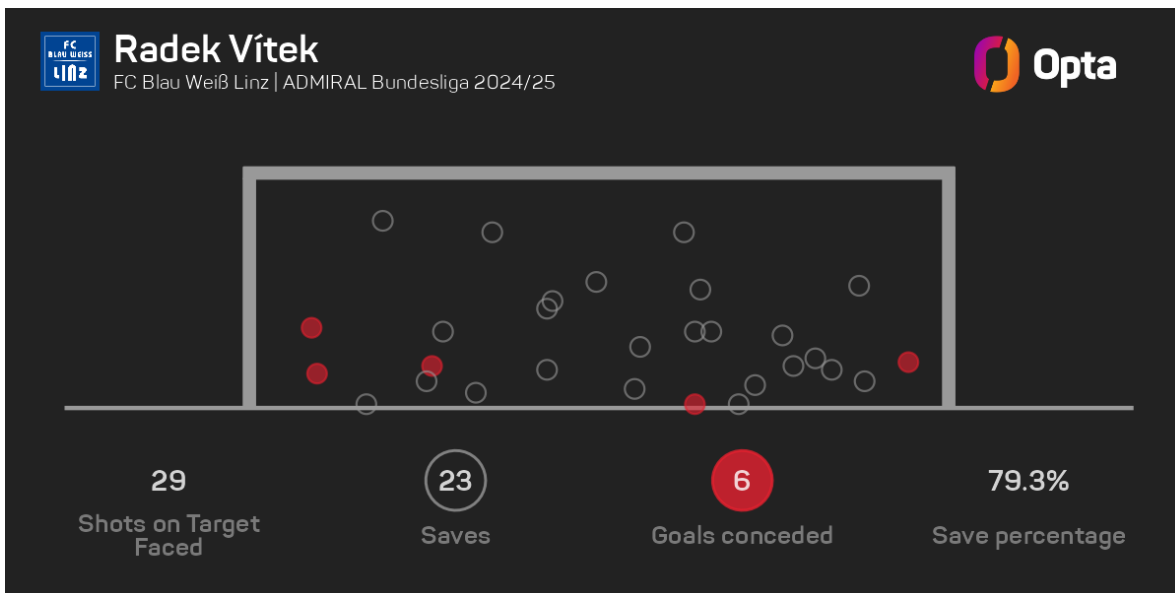 FC
BLAU WEISS
LINZ
Radek Vítek
FC Blau Weiß Linz | ADMIRAL Bundesliga 2024/25
Opta
29
Shots on Target
Faced
23
Saves
6
Goals conceded
79.3%
Save percentage